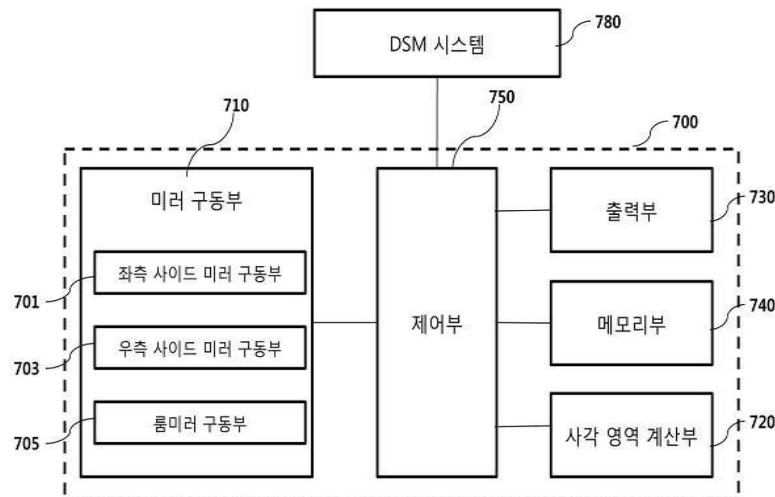 DSM 시스템
780
750
710
700
미러 구동부
출력부
730
좌측 사이드 미러 구동부
701
제어부
메모리부
740
우측 사이드 미러 구동부
703
룸미러 구동부
705
사각 영역 계산부
720